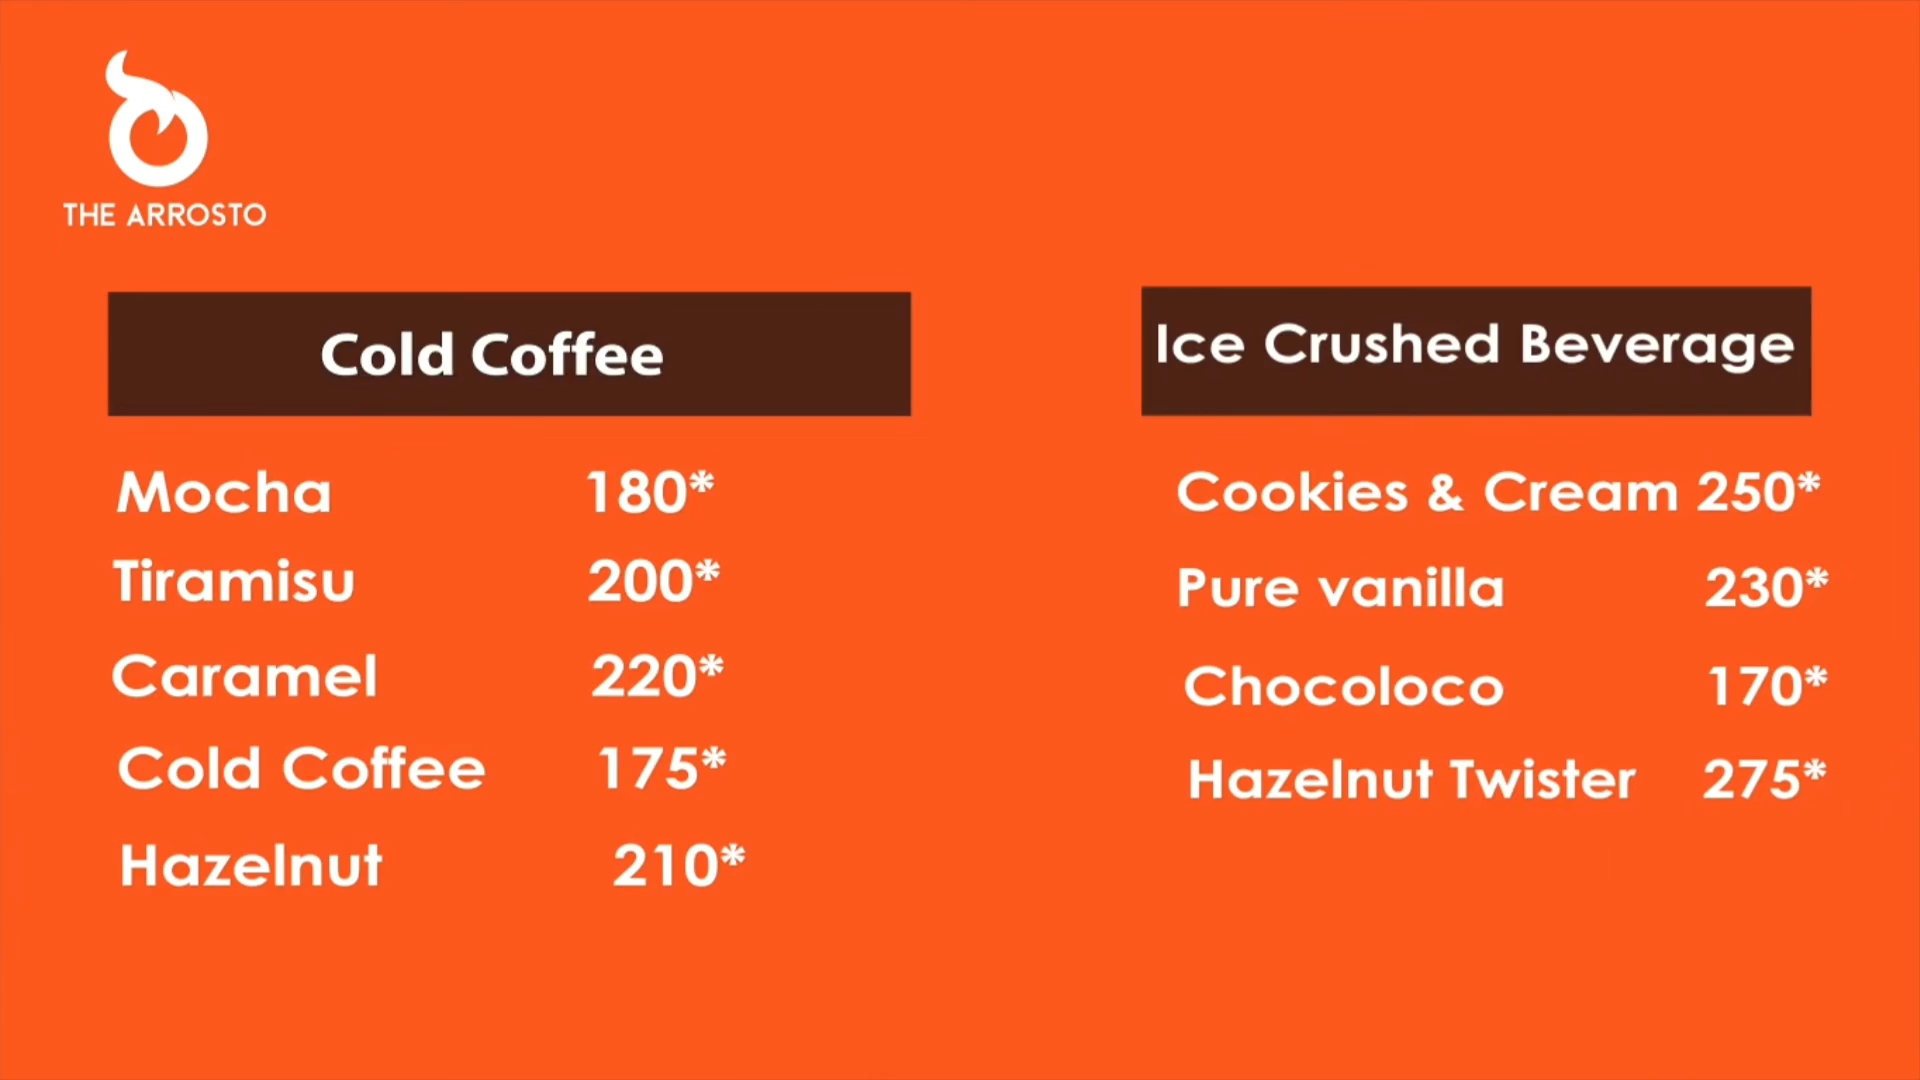 THE ARROSTO
Cold Coffee
Mocha 180*
Tiramisu 200*
Caramel 220*
Cold Coffee 175*
Hazelnut 210*
Ice Crushed Beverage
Cookies & Cream 250*
Pure vanilla 230*
Chocoloco 170*
Hazelnut Twister 275*